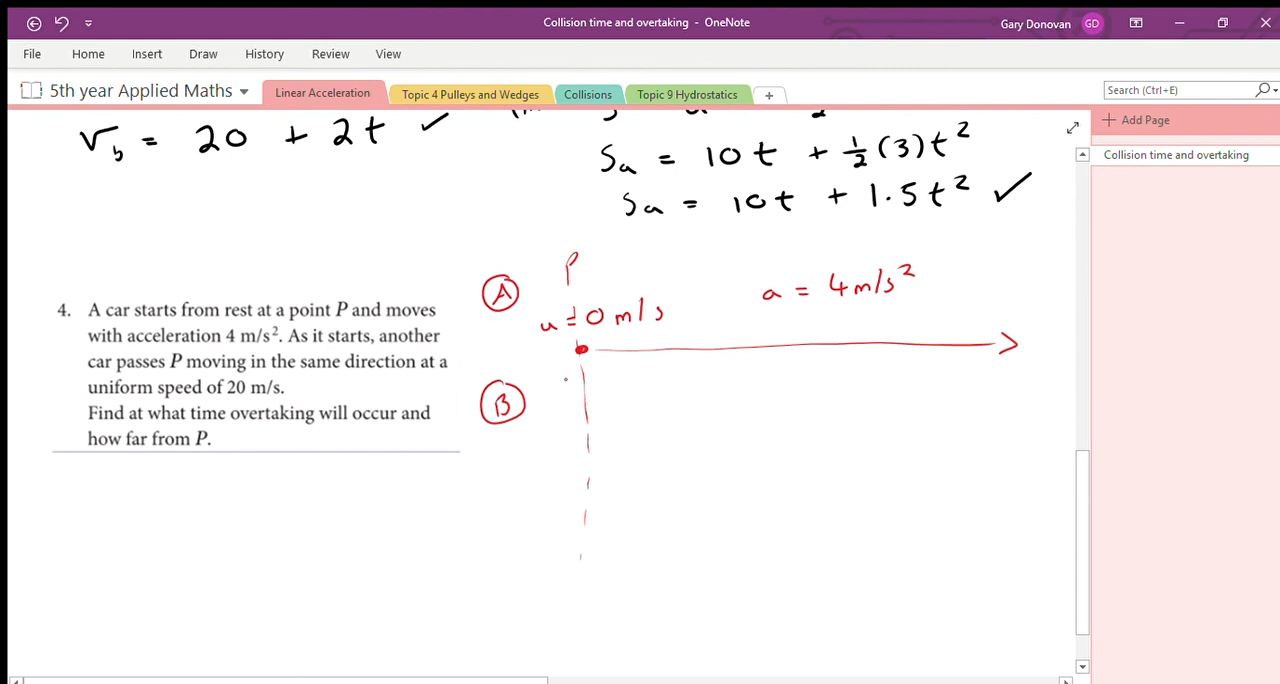 Collision time and overtaking - OneNote
Gary Donovan GD
File Home Insert Draw History Review View
5th year Applied Maths Linear Acceleration Topic 4 Pulleys and Wedges Collisions Topic 9 Hydrostatics + Search (Ctrl+E)
+ Add Page
Collision time and overtaking
v_b = 20 + 2t ✓
S_a = 10t + ½(3)t²
S_a = 10t + 1.5t² ✓
A
P
a = 4m/s²
u = 0 m/s
B
4. A car starts from rest at a point P and moves
with acceleration 4 m/s². As it starts, another
car passes P moving in the same direction at a
uniform speed of 20 m/s.
Find at what time overtaking will occur and
how far from P.